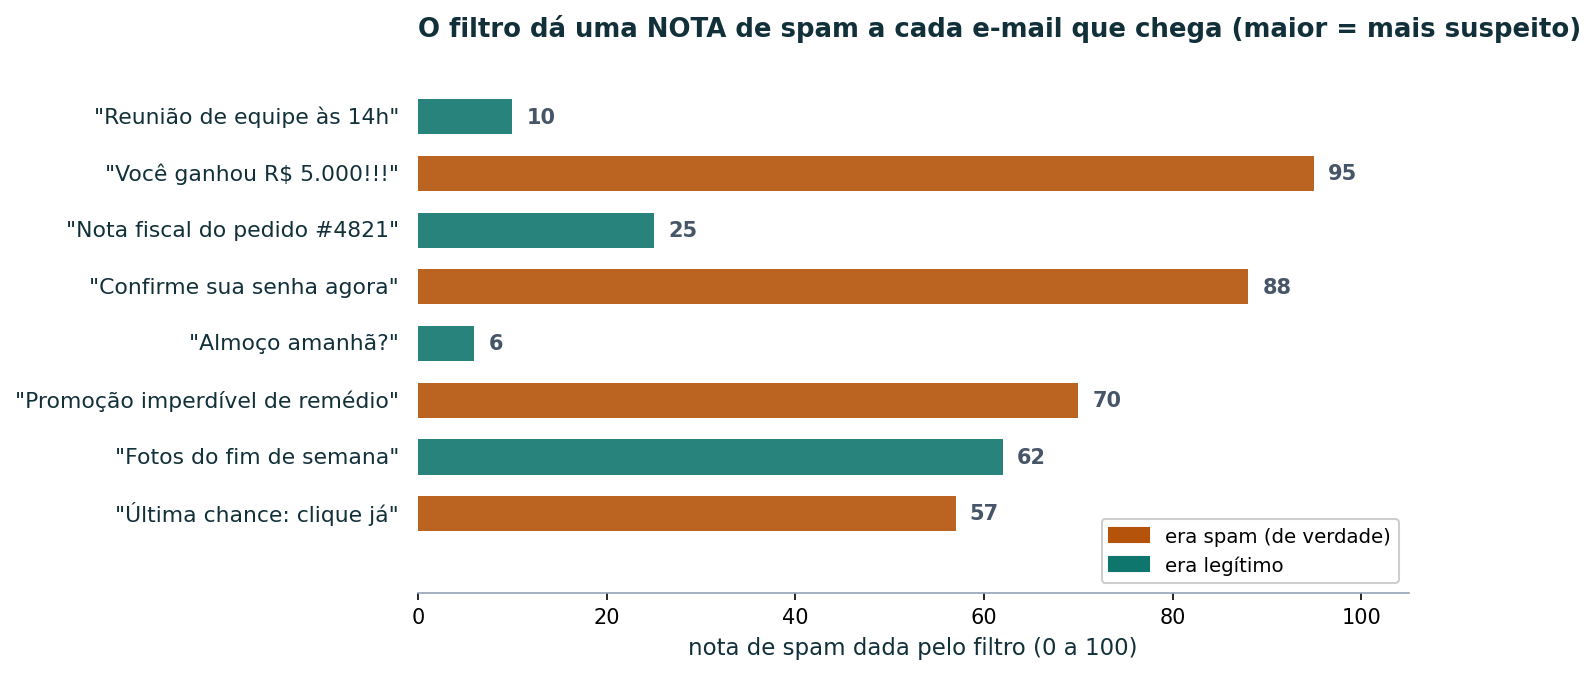 O filtro dá uma NOTA de spam a cada e-mail que chega (maior = mais suspeito)
"Reunião de equipe às 14h" 10
"Você ganhou R$ 5.000!!!" 95
"Nota fiscal do pedido #4821" 25
"Confirme sua senha agora" 88
"Almoço amanhã?" 6
"Promoção imperdível de remédio" 70
"Fotos do fim de semana" 62
"Última chance: clique já" 57
era spam (de verdade)
era legítimo
0 20 40 60 80 100
nota de spam dada pelo filtro (0 a 100)